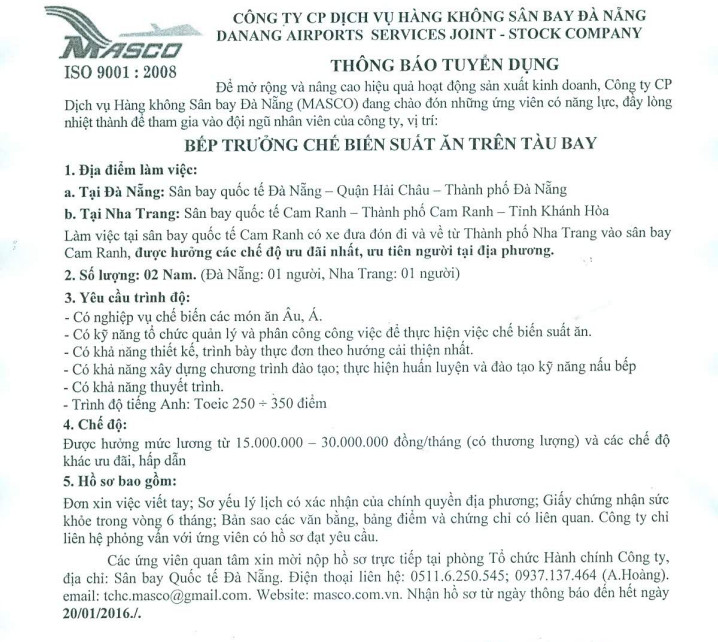 CÔNG TY CP DỊCH VỤ HÀNG KHÔNG SÂN BAY ĐÀ NẴNG
DANANG AIRPORTS SERVICES JOINT - STOCK COMPANY
MASCO
ISO 9001 : 2008
THÔNG BÁO TUYỂN DỤNG
Để mở rộng và nâng cao hiệu quả hoạt động sản xuất kinh doanh, Công ty CP
Dịch vụ Hàng không Sân bay Đà Nẵng (MASCO) đang chào đón những ứng viên có năng lực, đầy lòng
nhiệt thành để tham gia vào đội ngũ nhân viên của công ty, vị trí:
BẾP TRƯỞNG CHẾ BIẾN SUẤT ĂN TRÊN TÀU BAY
1. Địa điểm làm việc:
a. Tại Đà Nẵng: Sân bay quốc tế Đà Nẵng – Quận Hải Châu – Thành phố Đà Nẵng
b. Tại Nha Trang: Sân bay quốc tế Cam Ranh – Thành phố Cam Ranh – Tỉnh Khánh Hòa
Làm việc tại sân bay quốc tế Cam Ranh có xe đưa đón đi và về từ Thành phố Nha Trang vào sân bay
Cam Ranh, được hưởng các chế độ ưu đãi nhất, ưu tiên người tại địa phương.
2. Số lượng: 02 Nam. (Đà Nẵng: 01 người, Nha Trang: 01 người)
3. Yêu cầu trình độ:
- Có nghiệp vụ chế biến các món ăn Âu, Á.
- Có kỹ năng tổ chức quản lý và phân công công việc để thực hiện việc chế biến suất ăn.
- Có khả năng thiết kế, trình bày thực đơn theo hướng cải thiện nhất.
- Có khả năng xây dựng chương trình đào tạo; thực hiện huấn luyện và đào tạo kỹ năng nấu bếp
- Có khả năng thuyết trình.
- Trình độ tiếng Anh: Toeic 250 ÷ 350 điểm
4. Chế độ:
Được hưởng mức lương từ 15.000.000 – 30.000.000 đồng/tháng (có thương lượng) và các chế độ
khác ưu đãi, hấp dẫn
5. Hồ sơ bao gồm:
Đơn xin việc viết tay; Sơ yếu lý lịch có xác nhận của chính quyền địa phương; Giấy chứng nhận sức
khỏe trong vòng 6 tháng; Bản sao các văn bằng, bảng điểm và chứng chỉ có liên quan. Công ty chỉ
liên hệ phỏng vấn với ứng viên có hồ sơ đạt yêu cầu.
Các ứng viên quan tâm xin mời nộp hồ sơ trực tiếp tại phòng Tổ chức Hành chính Công ty,
địa chỉ: Sân bay Quốc tế Đà Nẵng. Điện thoại liên hệ: 0511.6.250.545; 0937.137.464 (A.Hoàng).
email: tchc.masco@gmail.com. Website: masco.com.vn. Nhận hồ sơ từ ngày thông báo đến hết ngày
20/01/2016./.